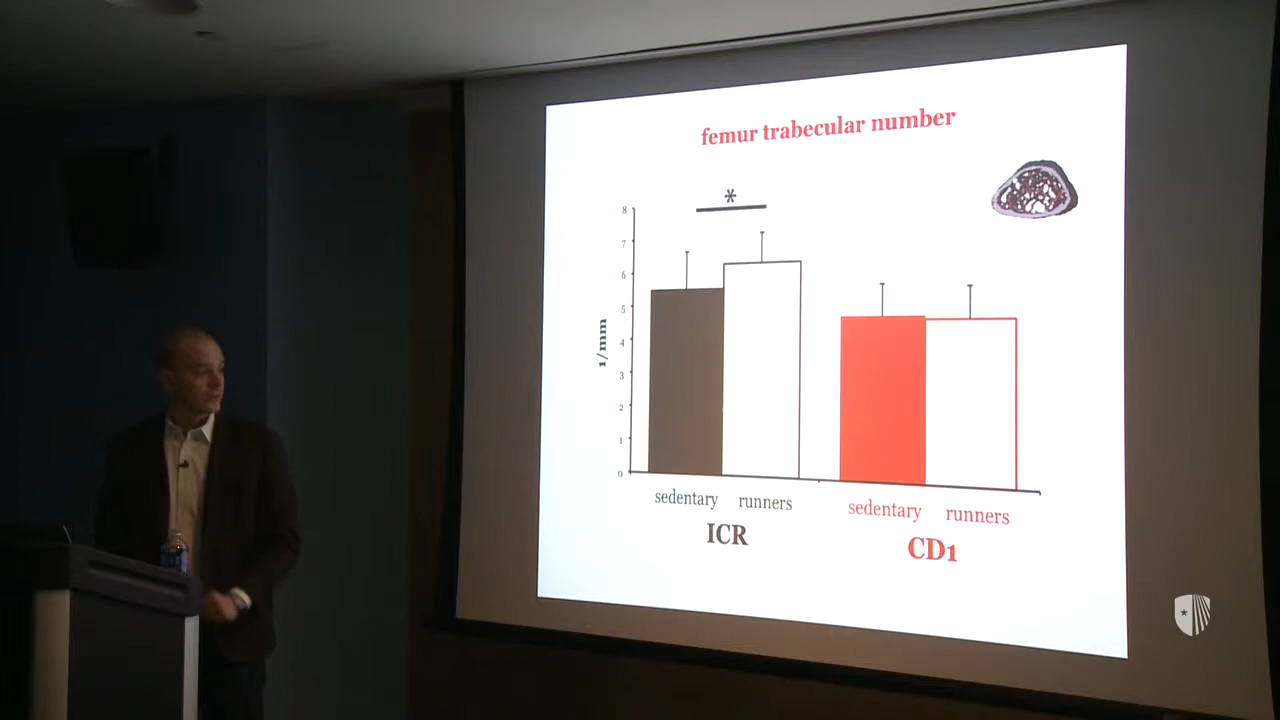 femur trabecular number
*
8
7
6
5
4
3
2
1
0
1/mm
sedentary runners
ICR
sedentary runners
CD1